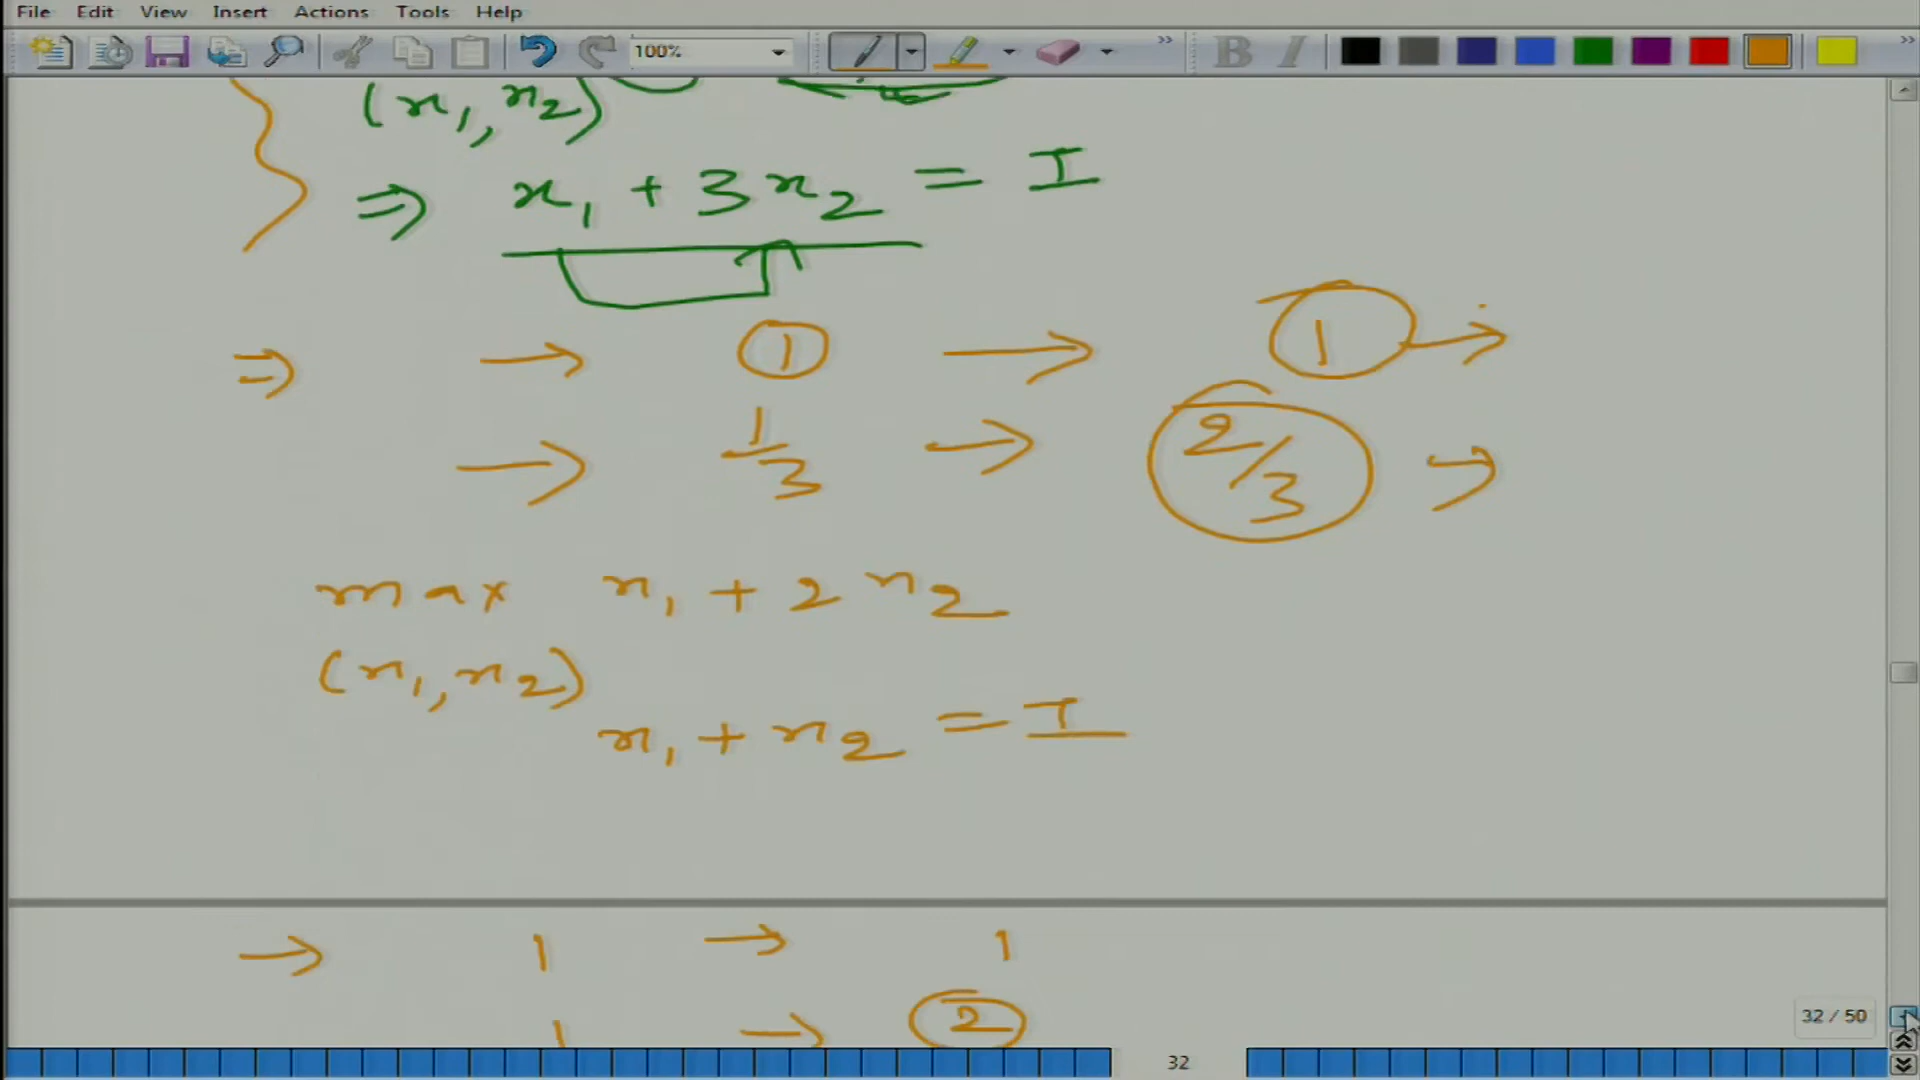 File Edit View Insert Actions Tools Help
100% B I
(x₁, x₂)
⇒ x₁ + 3x₂ = I
⇒ → ① → ① →
→ 1/3 → 2/3 →
max x₁ + 2x₂
(x₁, x₂)
x₁ + x₂ = I
→ 1 → 1
1 → ②
32 / 50
32